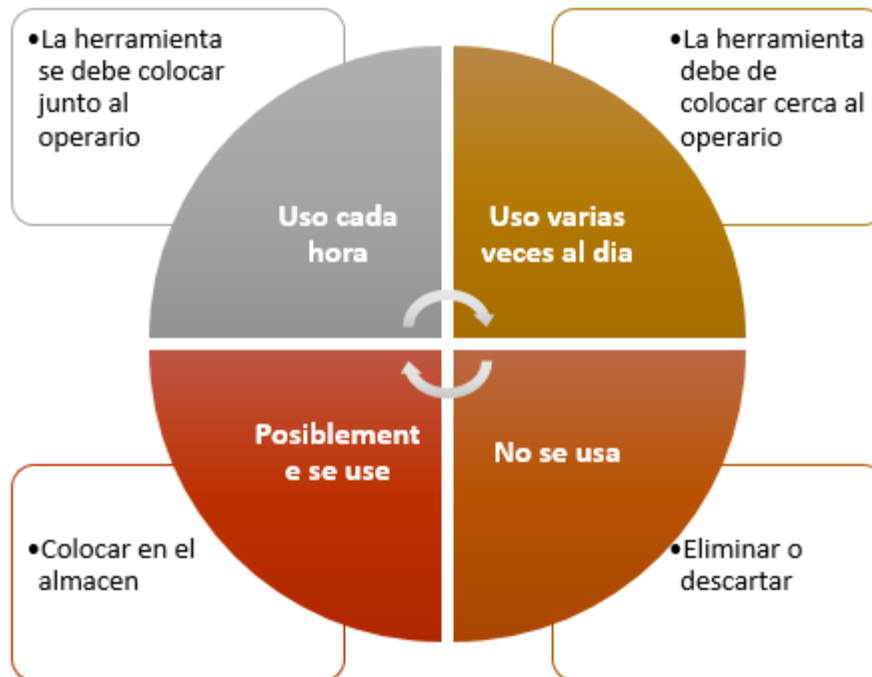 •La herramienta
se debe colocar
junto al
operario
•La herramienta
debe de
colocar cerca al
operario
Uso cada
hora
Uso varias
veces al dia
Posiblement
e se use
No se usa
•Colocar en el
almacen
•Eliminar o
descartar